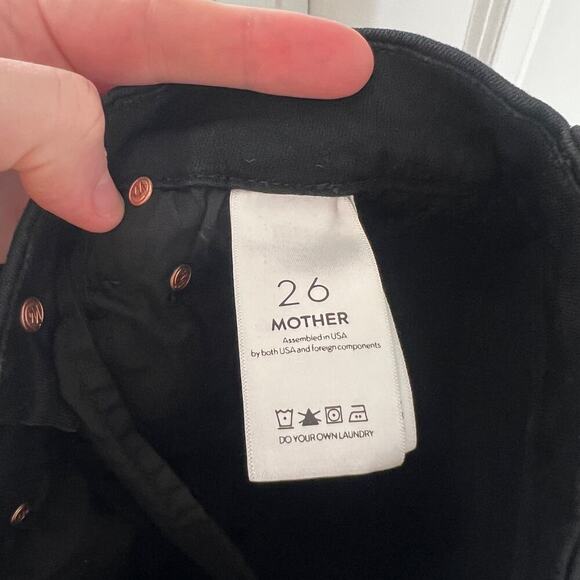 26
MOTHER
Assembled in USA
by both USA and foreign components
DO YOUR OWN LAUNDRY